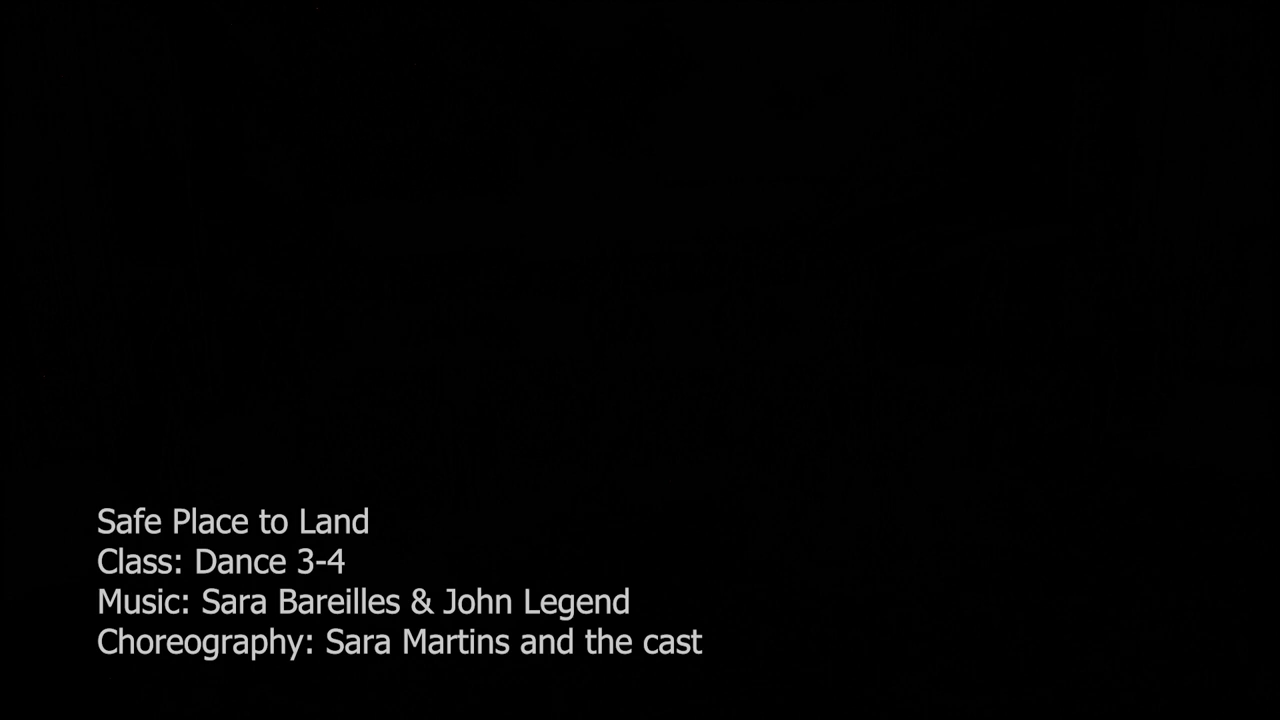 Safe Place to Land
Class: Dance 3-4
Music: Sara Bareilles & John Legend
Choreography: Sara Martins and the cast